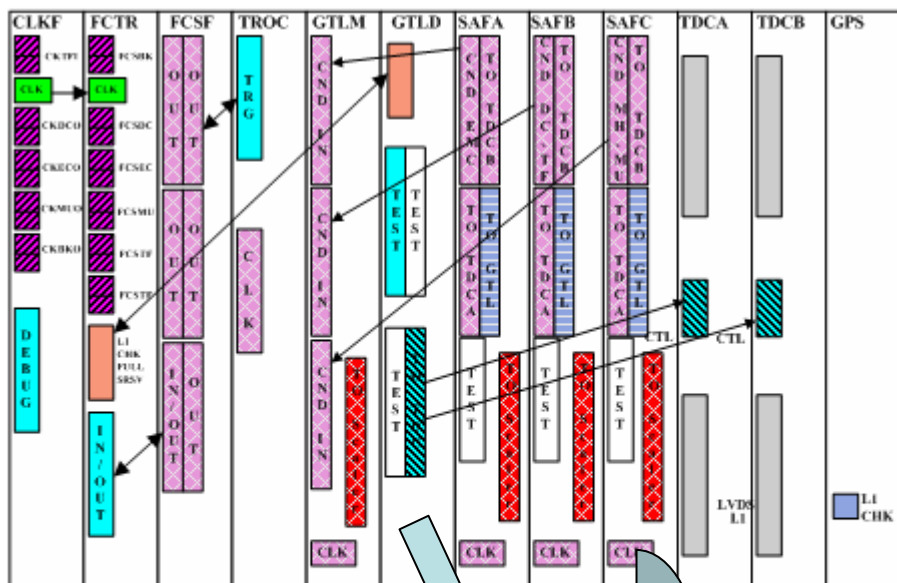 CLKF FCTR FCSF TROC GTLM GTLD SAFA SAFB SAFC TDCA TDCB GPS
CKTPI
CLK
CKDCO
CKECO
CKMUO
CKBKO
DEBUG
FCSBK
CLK
FCSDC
FCSEC
FCSMU
FCSTF
L1
CHK
FULL
SRSV
IN/OUT
OUT
OUT
OUT
OUT
IN/OUT
OUT
TRG
CLK
CND IN
CND IN
CND IN
CLK
TEST
TEST
TEST
CND EMC
TO TDCB
TO TDCA
TO GTL
TEST
CLK
CND DC-TF
TO TDCB
TO TDCA
TO GTL
TEST
CLK
CND MH-MU
TO TDCB
TO TDCA
TO GTL
TEST
CLK
CTL
CTL
LVDS
L1
L1
CHK